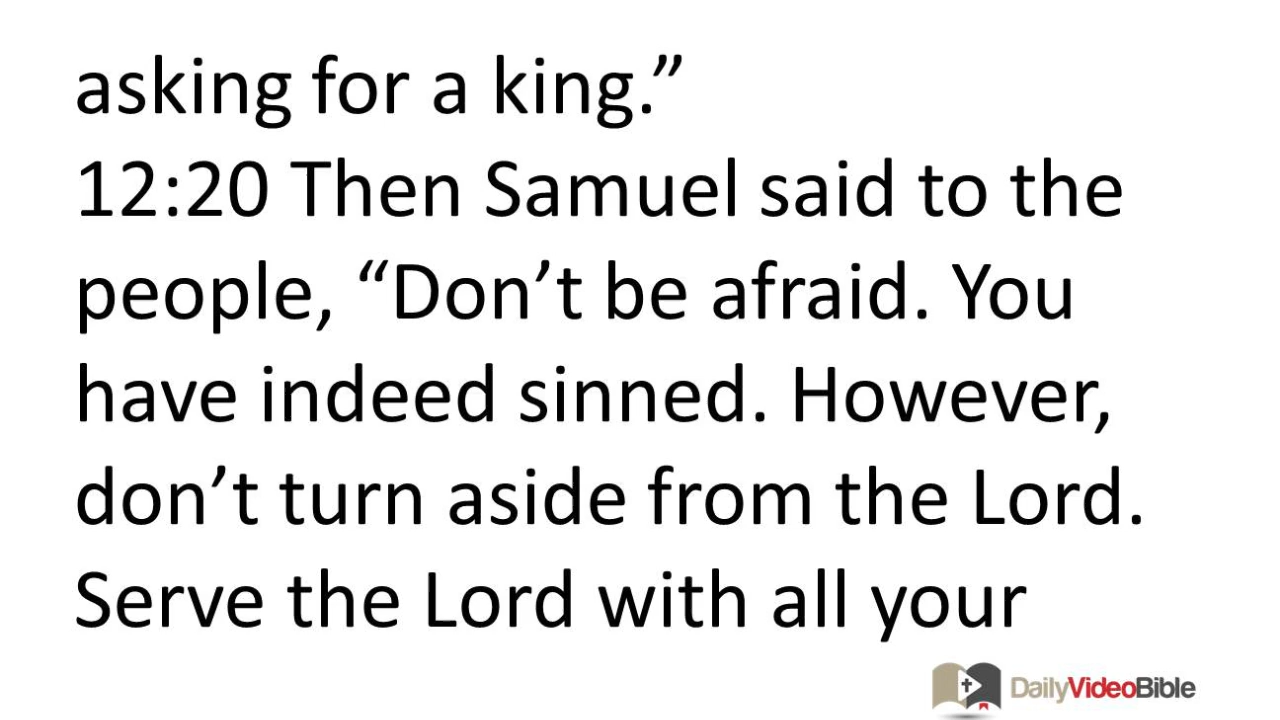 asking for a king.”
12:20 Then Samuel said to the
people, “Don’t be afraid. You
have indeed sinned. However,
don’t turn aside from the Lord.
Serve the Lord with all your
DailyVideoBible